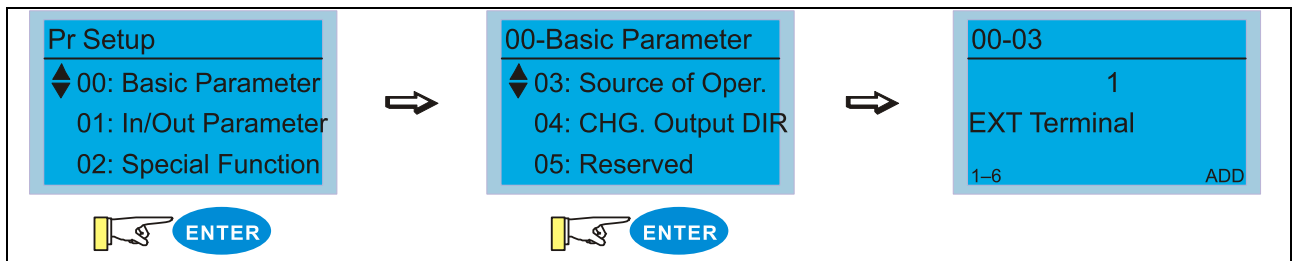 Pr Setup
00: Basic Parameter
01: In/Out Parameter
02: Special Function
ENTER
00-Basic Parameter
03: Source of Oper.
04: CHG. Output DIR
05: Reserved
ENTER
00-03
1
EXT Terminal
1–6 ADD